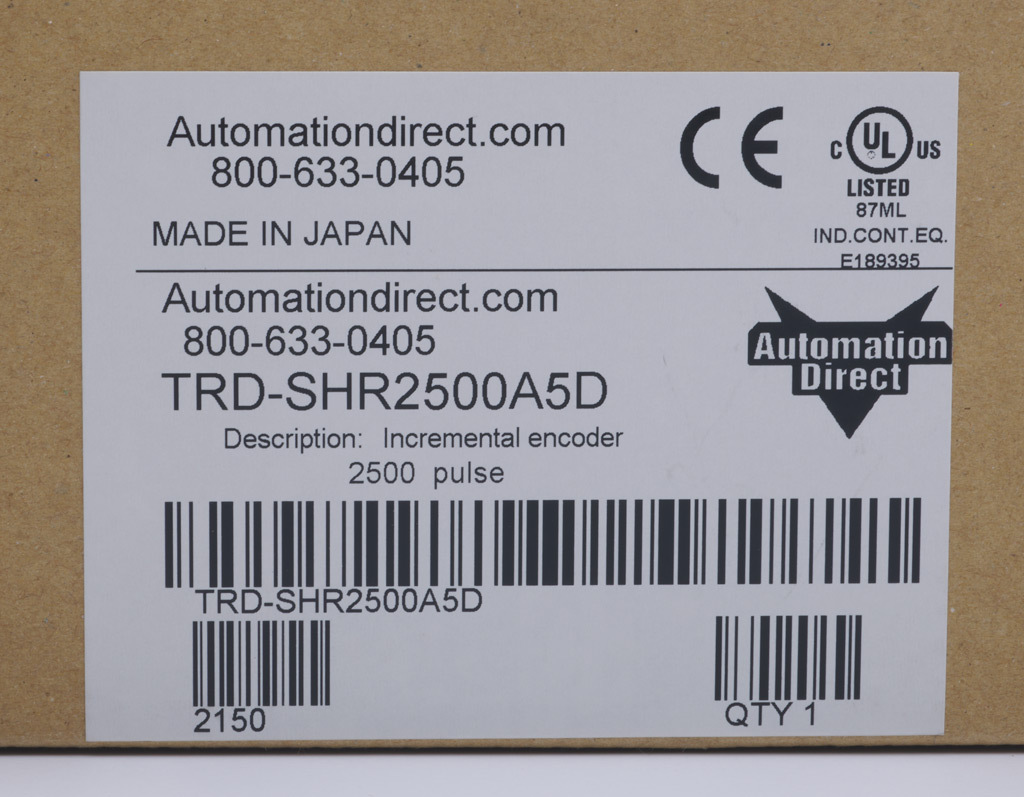 Automationdirect.com
800-633-0405
MADE IN JAPAN
CE
C UL US
LISTED
87ML
IND.CONT.EQ.
E189395
Automationdirect.com
800-633-0405
TRD-SHR2500A5D
Description: Incremental encoder
2500 pulse
Automation
Direct
TRD-SHR2500A5D
2150
QTY 1